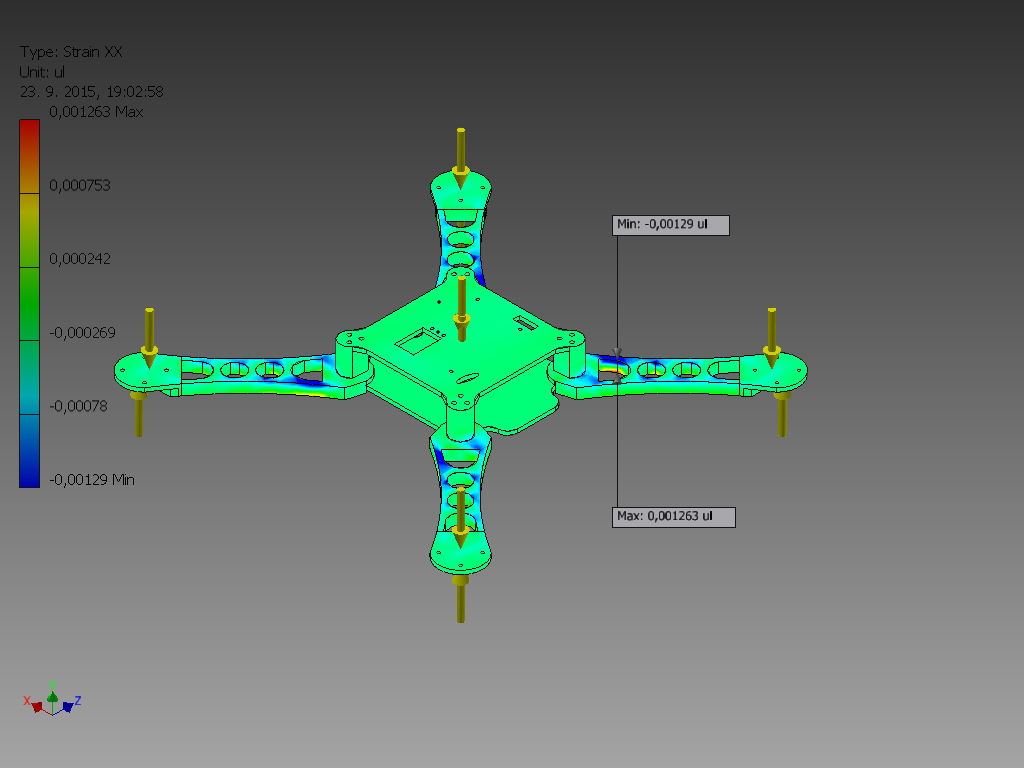 Type: Strain XX
Unit: ul
23. 9. 2015, 19:02:58
0,001263 Max
0,000753
0,000242
-0,000269
-0,00078
-0,00129 Min
Min: -0,00129 ul
Max: 0,001263 ul
Y
X
Z